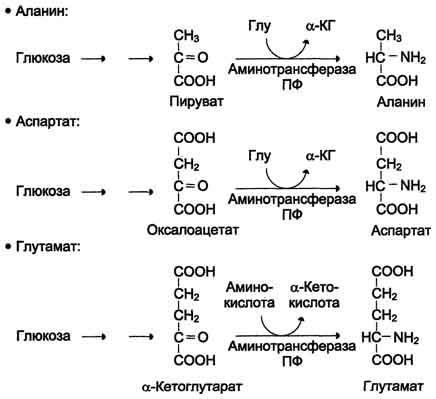 • Аланин:
CH₃
Глу α-КГ
CH₃
Глюкоза → → C=O → HC–NH₂
COOH
Аминотрансфераза
ПФ
COOH
Пируват
Аланин
• Аспартат:
COOH
COOH
CH₂
Глу α-КГ
CH₂
Глюкоза → → C=O → HC–NH₂
COOH
Аминотрансфераза
ПФ
COOH
Оксалоацетат
Аспартат
• Глутамат:
COOH
COOH
CH₂
Амино-
кислота
α-Кето-
кислота
CH₂
CH₂
CH₂
Глюкоза → → C=O → HC–NH₂
COOH
Аминотрансфераза
ПФ
COOH
α-Кетоглутарат
Глутамат